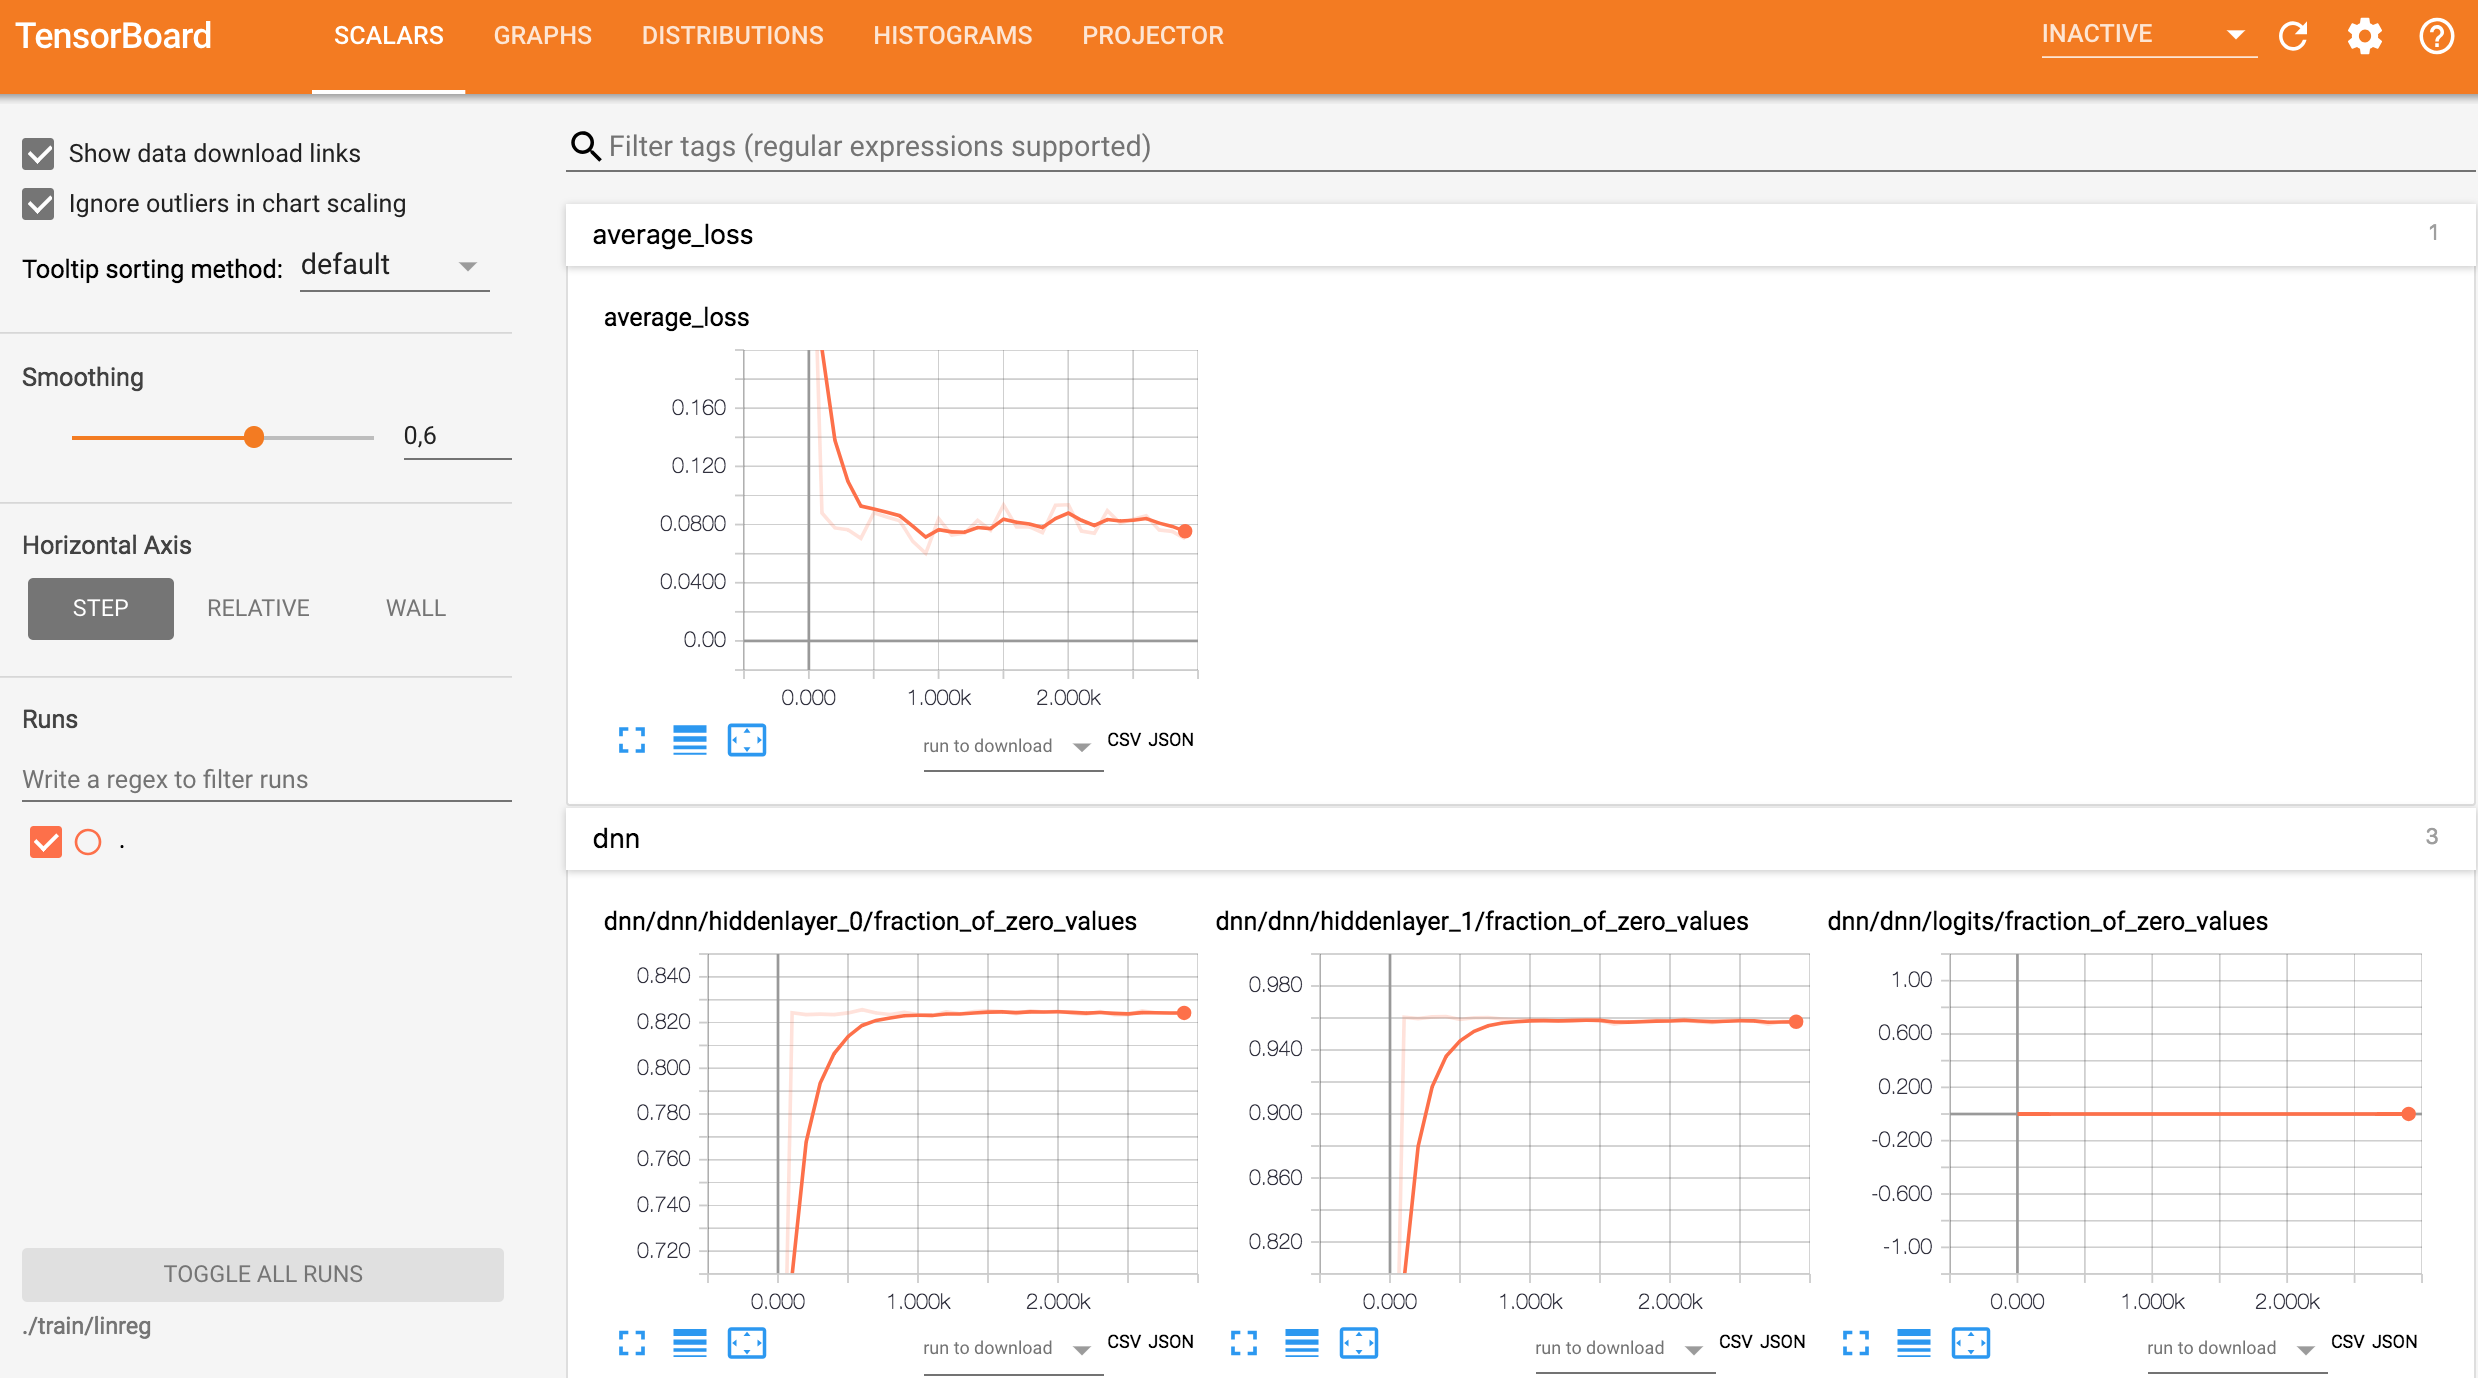 TensorBoard SCALARS GRAPHS DISTRIBUTIONS HISTOGRAMS PROJECTOR INACTIVE
Show data download links
Ignore outliers in chart scaling
Tooltip sorting method: default
Smoothing
0,6
Horizontal Axis
STEP RELATIVE WALL
Runs
Write a regex to filter runs
.
TOGGLE ALL RUNS
./train/linreg
Filter tags (regular expressions supported)
average_loss 1
average_loss
0.160
0.120
0.0800
0.0400
0.00
0.000 1.000k 2.000k
run to download CSV JSON
dnn 3
dnn/dnn/hiddenlayer_0/fraction_of_zero_values
0.840
0.820
0.800
0.780
0.760
0.740
0.720
0.000 1.000k 2.000k
run to download CSV JSON
dnn/dnn/hiddenlayer_1/fraction_of_zero_values
0.980
0.940
0.900
0.860
0.820
0.000 1.000k 2.000k
run to download CSV JSON
dnn/dnn/logits/fraction_of_zero_values
1.00
0.600
0.200
-0.200
-0.600
-1.00
0.000 1.000k 2.000k
run to download CSV JSON